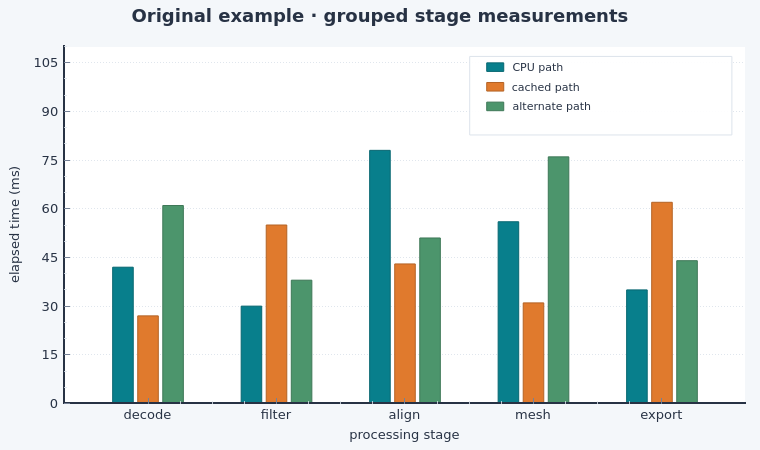 Original example · grouped stage measurements
CPU path
cached path
alternate path
elapsed time (ms)
105
90
75
60
45
30
15
0
decode filter align mesh export
processing stage